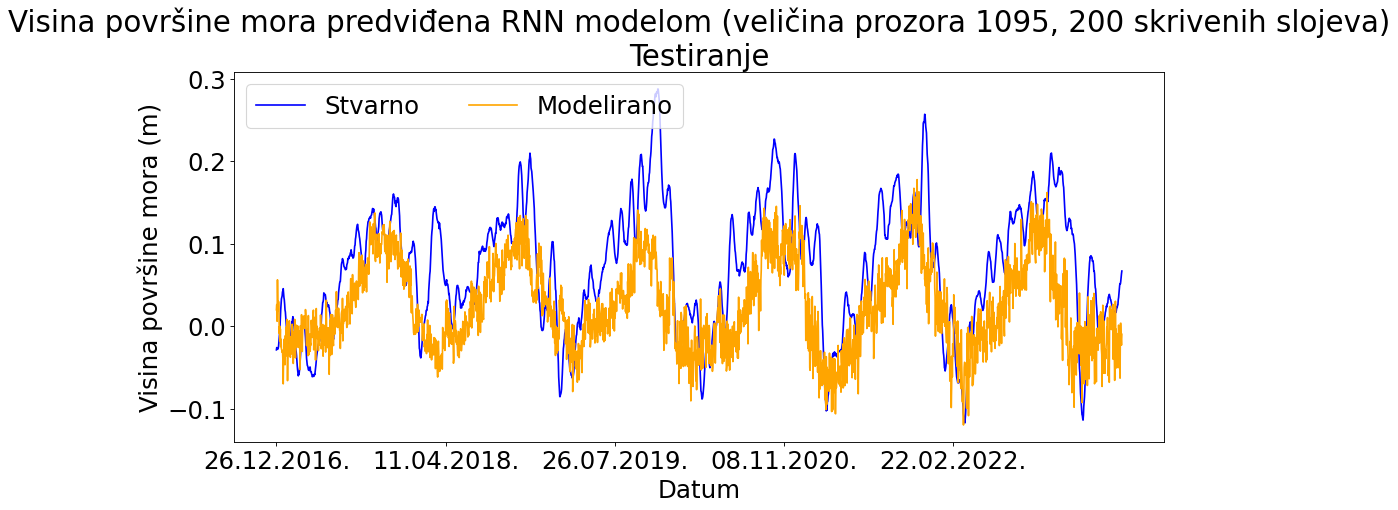 Visina površine mora predviđena RNN modelom (veličina prozora 1095, 200 skrivenih slojeva)
Testiranje
Stvarno
Modelirano
Visina površine mora (m)
0.3
0.2
0.1
0.0
−0.1
26.12.2016.
11.04.2018.
26.07.2019.
08.11.2020.
22.02.2022.
Datum